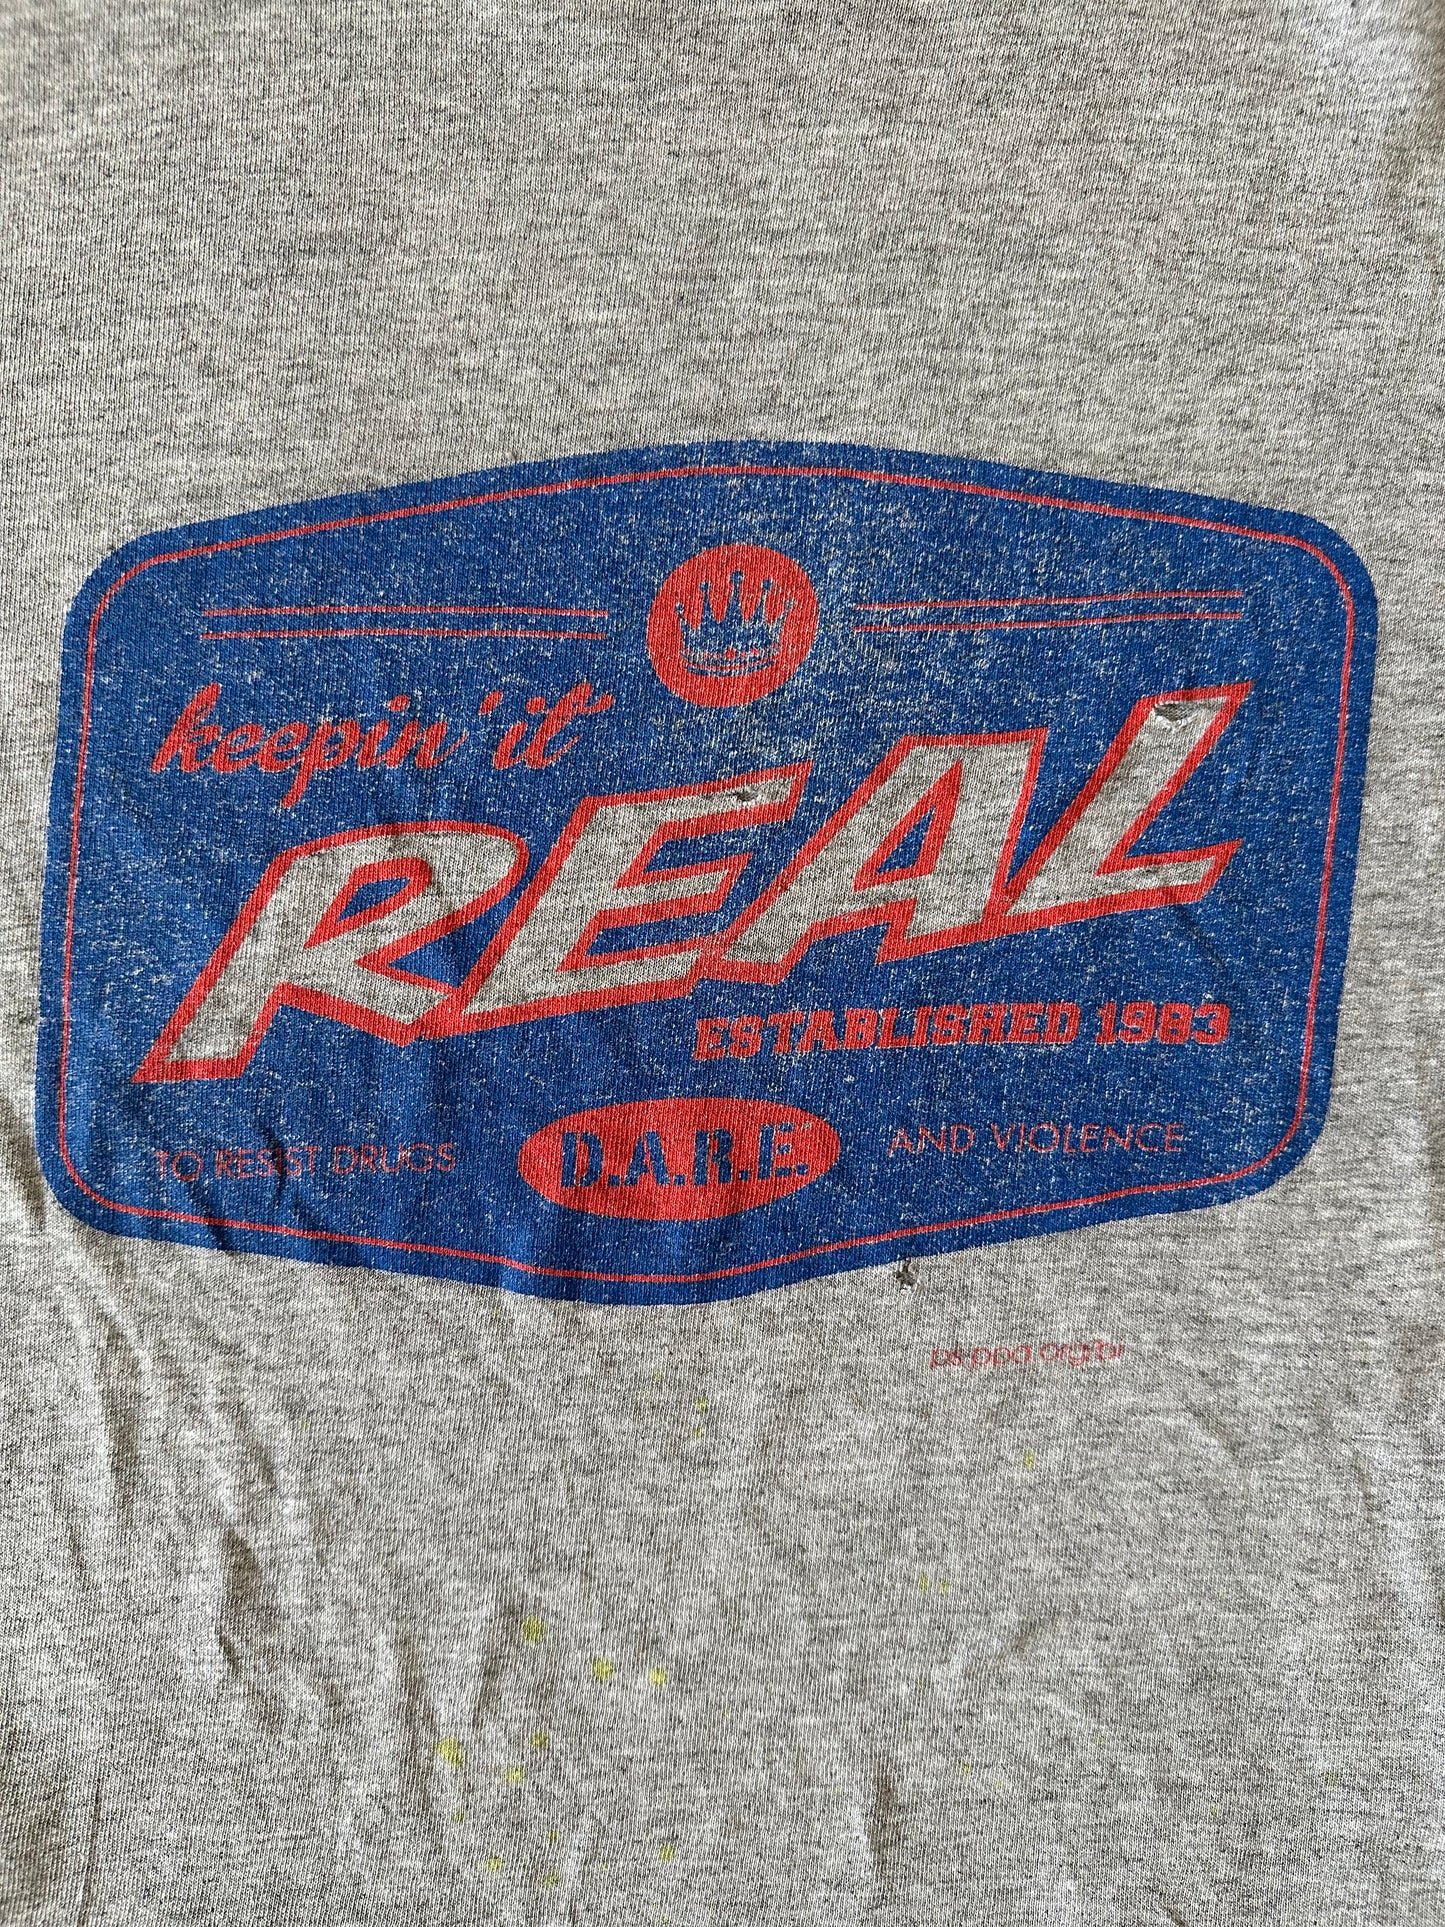 keepin' it
REAL
ESTABLISHED 1983
TO RESIST DRUGS D.A.R.E. AND VIOLENCE